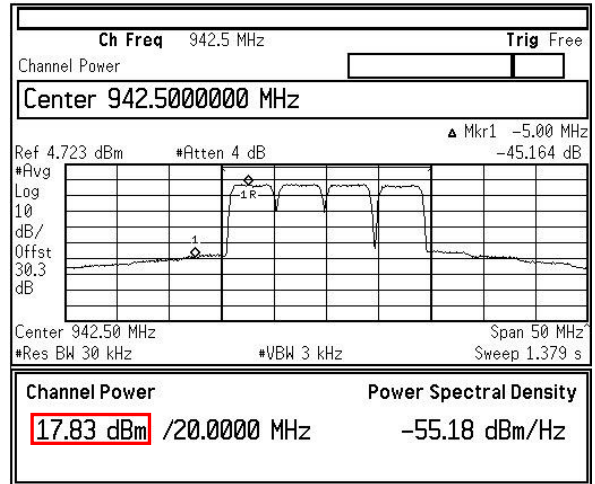 Ch Freq 942.5 MHz Trig Free
Channel Power
Center 942.5000000 MHz
Δ Mkr1 -5.00 MHz
Ref 4.723 dBm #Atten 4 dB -45.164 dB
#Avg
Log
10
dB/
Offst
30.3
dB
1R
1
Center 942.50 MHz Span 50 MHz^
#Res BW 30 kHz #VBW 3 kHz Sweep 1.379 s
Channel Power Power Spectral Density
17.83 dBm /20.0000 MHz -55.18 dBm/Hz